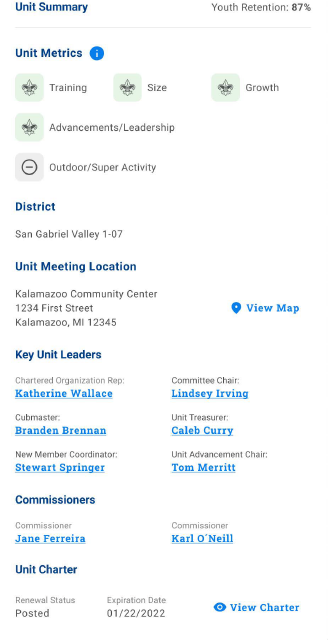 Unit Summary
Youth Retention: 87%
Unit Metrics
Training
Size
Growth
Advancements/Leadership
Outdoor/Super Activity
District
San Gabriel Valley 1-07
Unit Meeting Location
Kalamazoo Community Center
1234 First Street
View Map
Kalamazoo, MI 12345
Key Unit Leaders
Chartered Organization Rep:
Katherine Wallace
Committee Chair:
Lindsey Irving
Cubmaster:
Branden Brennan
Unit Treasurer:
Caleb Curry
New Member Coordinator:
Stewart Springer
Unit Advancement Chair:
Tom Merritt
Commissioners
Commissioner
Jane Ferreira
Commissioner
Karl O´Neill
Unit Charter
Renewal Status
Posted
Expiration Date
01/22/2022
View Charter